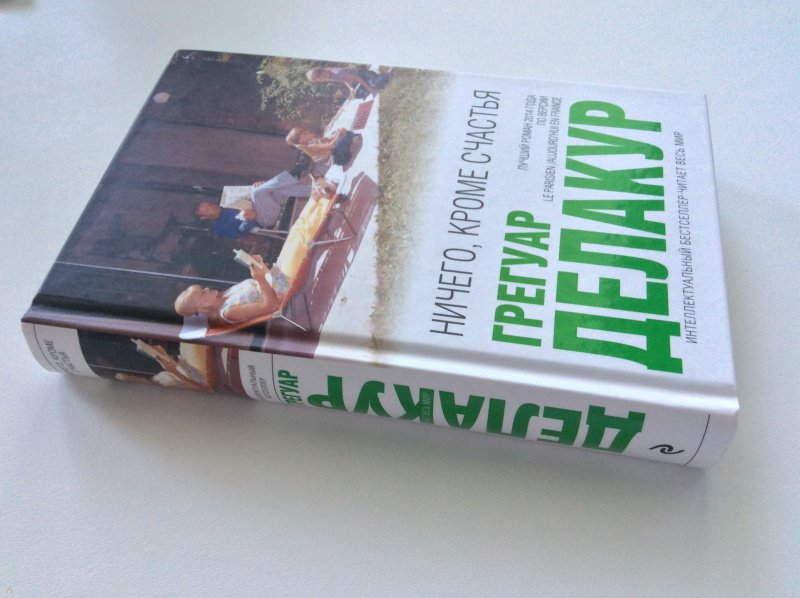 НИЧЕГО, КРОМЕ СЧАСТЬЯ
ЛУЧШИЙ РОМАН 2014 ГОДА
ПО ВЕРСИИ
LE PARISIEN /AUJOURD'HUI EN FRANCE
ГРЕГУАР
ДЕЛАКУР
ИНТЕЛЛЕКТУАЛЬНЫЙ БЕСТСЕЛЛЕР ЧИТАЕТ ВЕСЬ МИР
КРОМЕ
ДЕЛАКУР